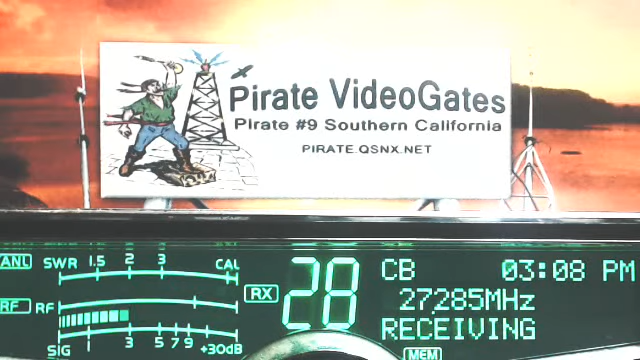 Pirate VideoGates
Pirate #9 Southern California
PIRATE.QSNX.NET
ANL SWR 1.5 2 3 CAL
RF RF
SIG 3 5 7 9 +30dB
RX 28
CB 03:08 PM
27285MHz
RECEIVING
MEM